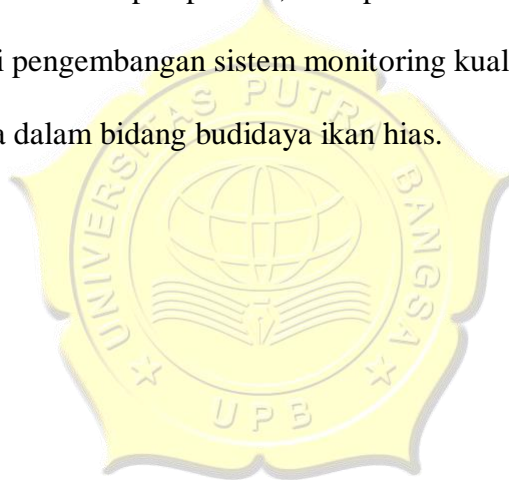 i pengembangan sistem monitoring kual
a dalam bidang budidaya ikan hias.
UNIVERSITAS PUTRA BANGSA
UPB